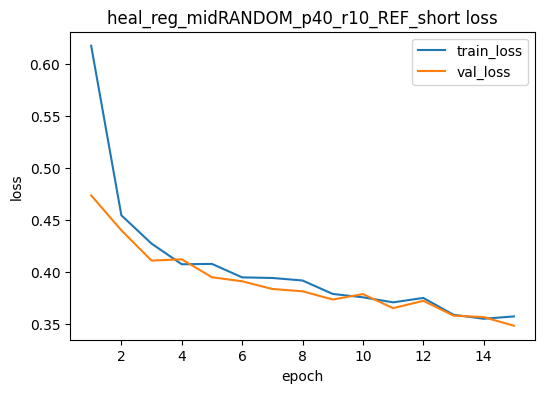 heal_reg_midRANDOM_p40_r10_REF_short loss
train_loss
val_loss
0.60
0.55
0.50
0.45
0.40
0.35
loss
2 4 6 8 10 12 14
epoch